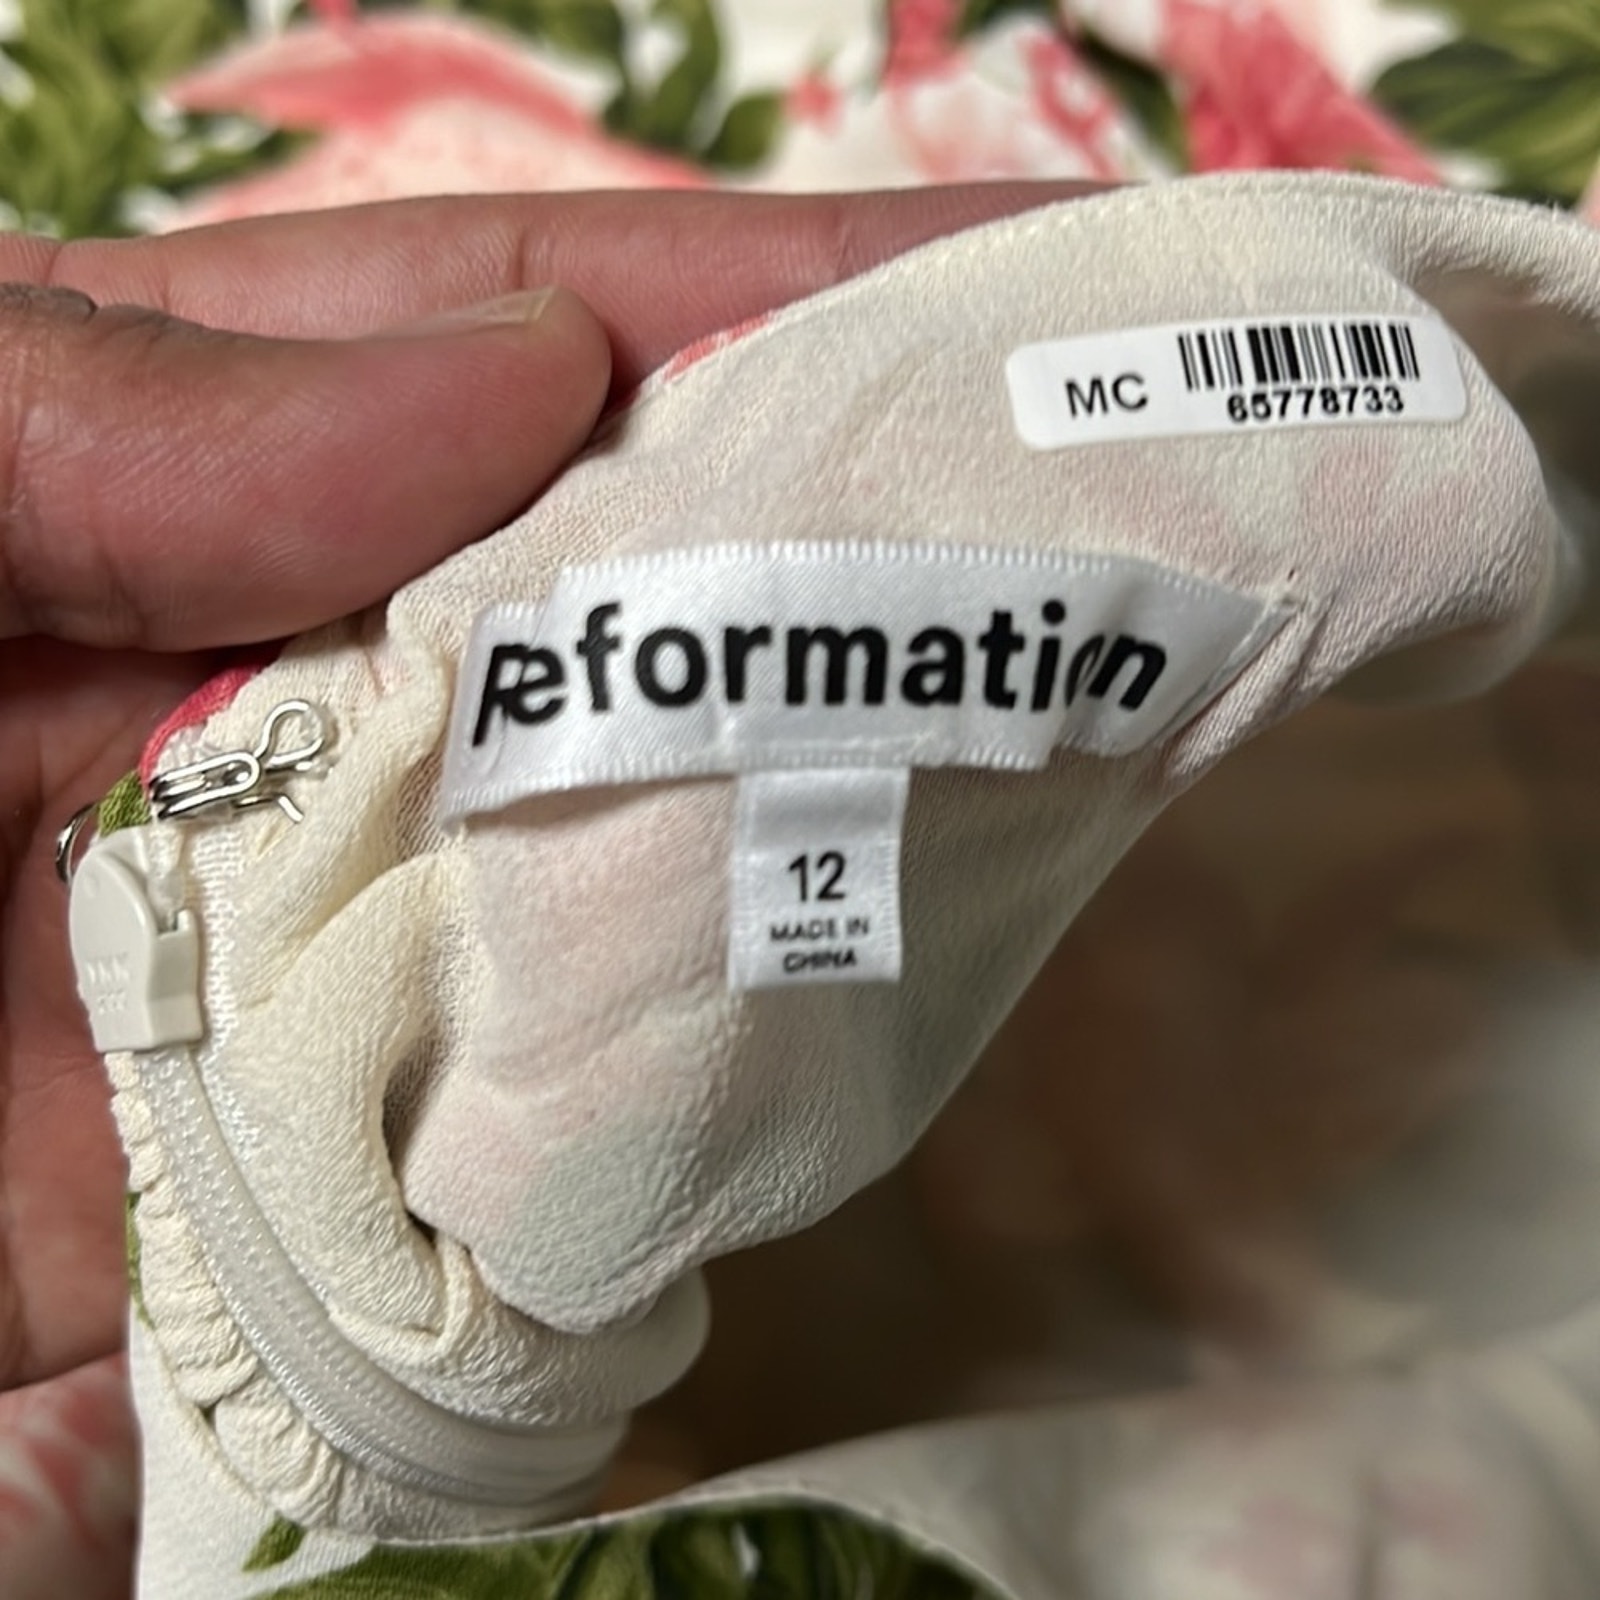 MC
65778733
Reformation
12
MADE IN
CHINA